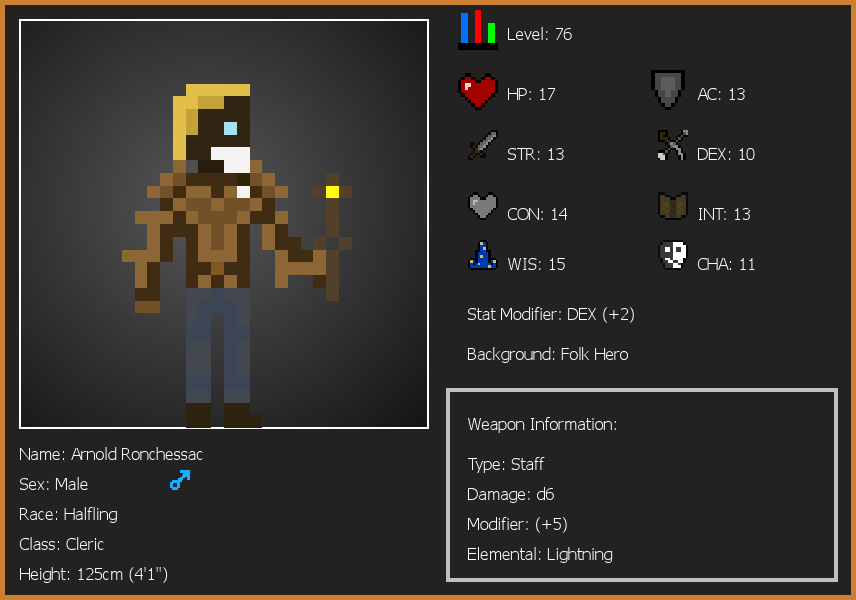 Level: 76
HP: 17
AC: 13
STR: 13
DEX: 10
CON: 14
INT: 13
WIS: 15
CHA: 11
Stat Modifier: DEX (+2)
Background: Folk Hero
Weapon Information:
Type: Staff
Damage: d6
Modifier: (+5)
Elemental: Lightning
Name: Arnold Ronchessac
Sex: Male
Race: Halfling
Class: Cleric
Height: 125cm (4'1")